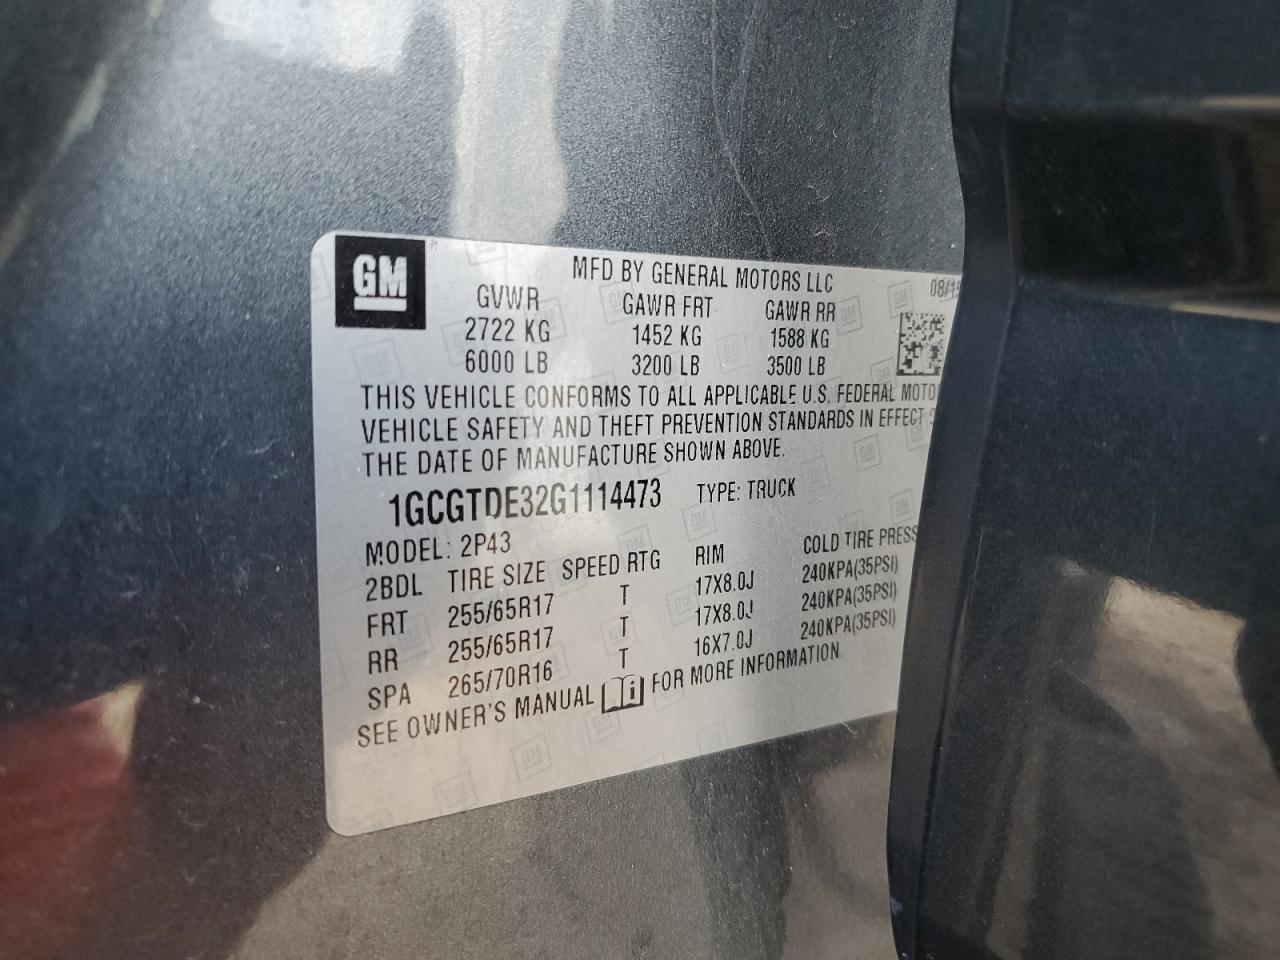 GM
MFD BY GENERAL MOTORS LLC
GVWR GAWR FRT GAWR RR
2722 KG 1452 KG 1588 KG
6000 LB 3200 LB 3500 LB
THIS VEHICLE CONFORMS TO ALL APPLICABLE U.S. FEDERAL MOTO
VEHICLE SAFETY AND THEFT PREVENTION STANDARDS IN EFFECT
THE DATE OF MANUFACTURE SHOWN ABOVE.
1GCGTDE32G1114473 TYPE: TRUCK
MODEL: 2P43
2BDL TIRE SIZE SPEED RTG RIM COLD TIRE PRESS
FRT 255/65R17 T 17X8.0J 240KPA(35PSI)
RR 255/65R17 T 17X8.0J 240KPA(35PSI)
SPA 265/70R16 T 16X7.0J 240KPA(35PSI)
SEE OWNER'S MANUAL FOR MORE INFORMATION